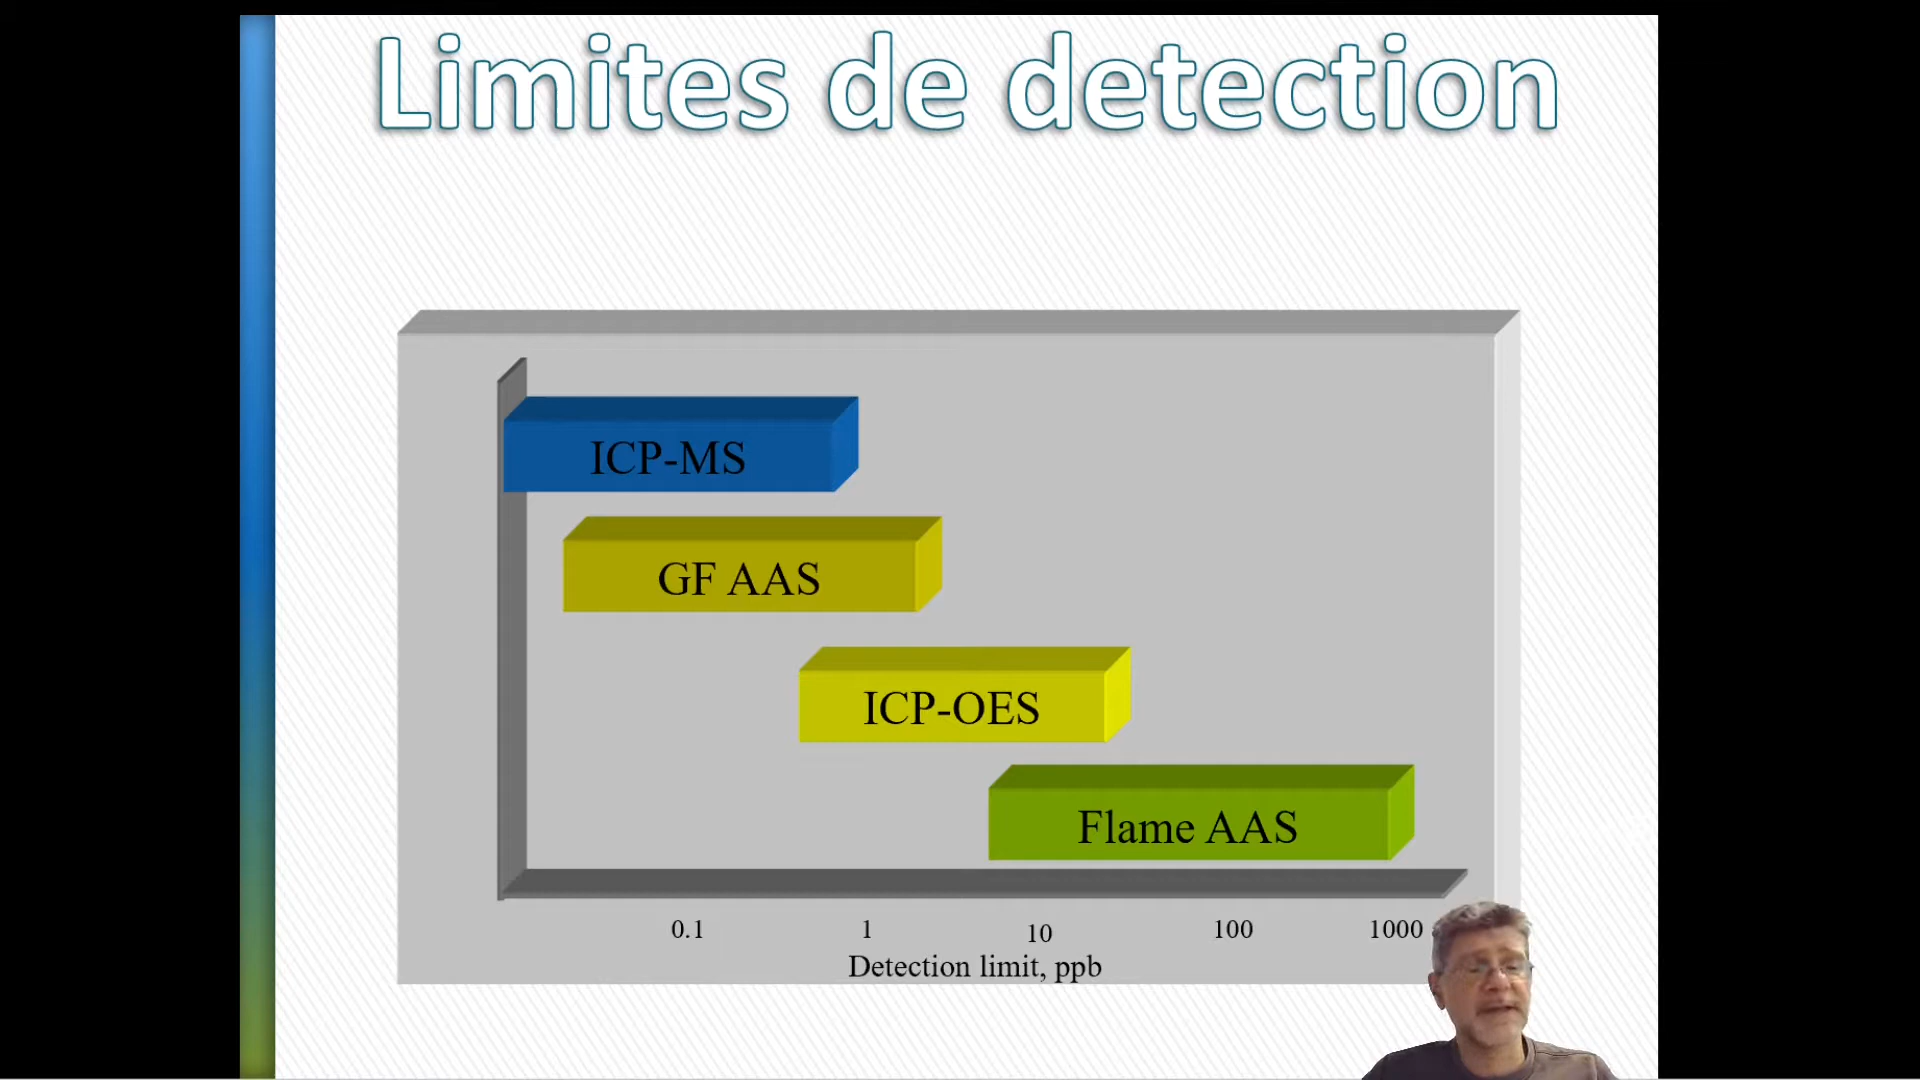 Limites de detection
ICP-MS
GF AAS
ICP-OES
Flame AAS
0.1 1 10 100 1000
Detection limit, ppb